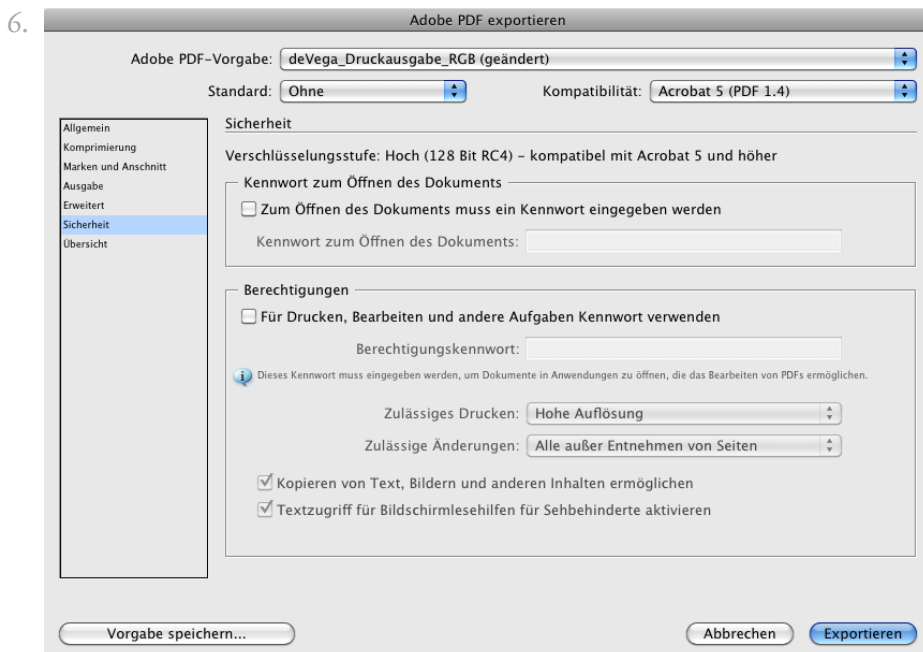 6.
Adobe PDF exportieren
Adobe PDF-Vorgabe: deVega_Druckausgabe_RGB (geändert)
Standard: Ohne Kompatibilität: Acrobat 5 (PDF 1.4)
Allgemein
Komprimierung
Marken und Anschnitt
Ausgabe
Erweitert
Sicherheit
Übersicht
Sicherheit
Verschlüsselungsstufe: Hoch (128 Bit RC4) – kompatibel mit Acrobat 5 und höher
Kennwort zum Öffnen des Dokuments
Zum Öffnen des Dokuments muss ein Kennwort eingegeben werden
Kennwort zum Öffnen des Dokuments:
Berechtigungen
Für Drucken, Bearbeiten und andere Aufgaben Kennwort verwenden
Berechtigungskennwort:
Dieses Kennwort muss eingegeben werden, um Dokumente in Anwendungen zu öffnen, die das Bearbeiten von PDFs ermöglichen.
Zulässiges Drucken: Hohe Auflösung
Zulässige Änderungen: Alle außer Entnehmen von Seiten
Kopieren von Text, Bildern und anderen Inhalten ermöglichen
Textzugriff für Bildschirmlesehilfen für Sehbehinderte aktivieren
Vorgabe speichern... Abbrechen Exportieren